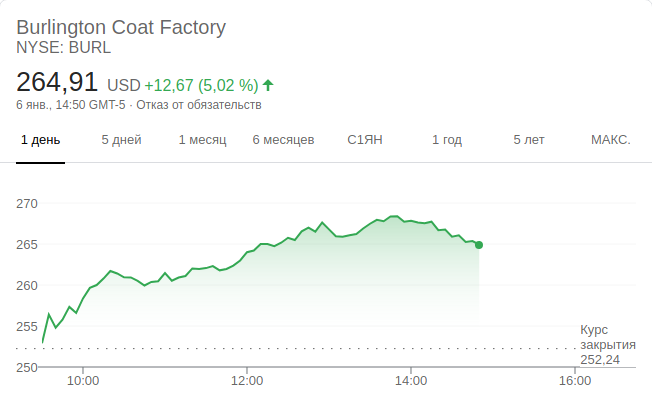 Burlington Coat Factory
NYSE: BURL
264,91 USD +12,67 (5,02 %)
6 янв., 14:50 GMT-5 · Отказ от обязательств
1 день 5 дней 1 месяц 6 месяцев С1ЯН 1 год 5 лет МАКС.
270
265
260
255
250
Курс
закрытия
252,24
10:00 12:00 14:00 16:00